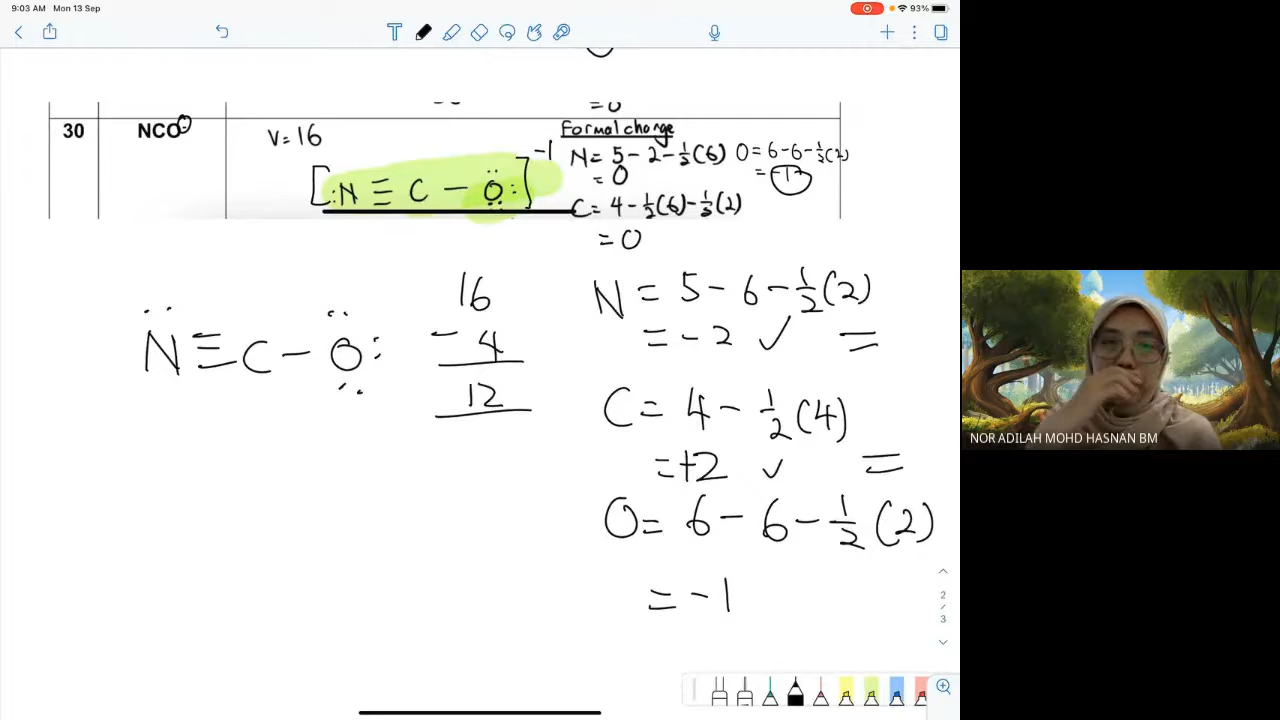 9:03 AM Mon 13 Sep
93%
= 0
30 NCO⊖
V = 16
[:N ≡ C — Ö:]⁻¹
Formal charge
N = 5 - 2 - ½(6)
= 0
C = 4 - ½(6) - ½(2)
= 0
O = 6 - 6 - ½(2)
N ≡ C — O
16
- 4
12
N = 5 - 6 - ½(2)
= -2 ✓ =
C = 4 - ½(4)
= +2 ✓ =
O = 6 - 6 - ½(2)
= -1
2
/
3
NOR ADILAH MOHD HASNAN BM